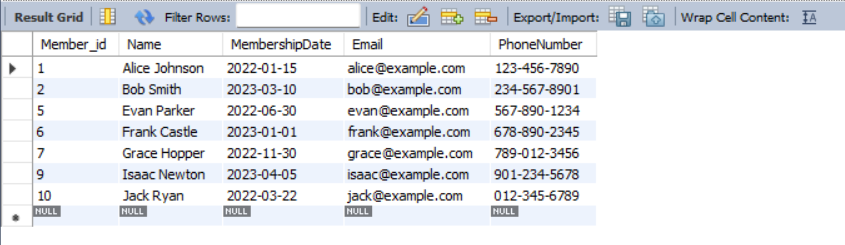 Result Grid Filter Rows: Edit: Export/Import: Wrap Cell Content: IA
Member_id Name MembershipDate Email PhoneNumber
1 Alice Johnson 2022-01-15 alice@example.com 123-456-7890
2 Bob Smith 2023-03-10 bob@example.com 234-567-8901
5 Evan Parker 2022-06-30 evan@example.com 567-890-1234
6 Frank Castle 2023-01-01 frank@example.com 678-890-2345
7 Grace Hopper 2022-11-30 grace@example.com 789-012-3456
9 Isaac Newton 2023-04-05 isaac@example.com 901-234-5678
10 Jack Ryan 2022-03-22 jack@example.com 012-345-6789
NULL NULL NULL NULL NULL